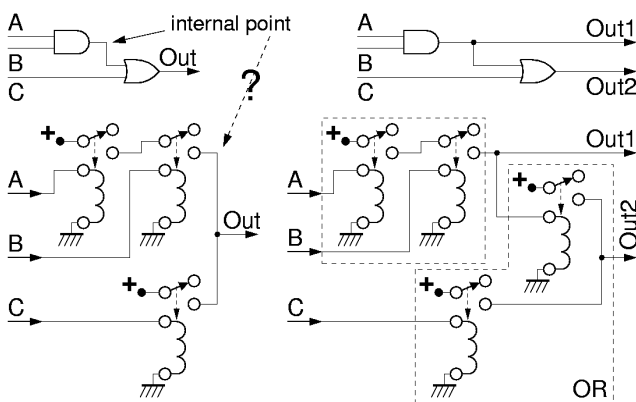 A
B
C
internal point
Out
?
+
+
A
B
Out
+
C
A
B
C
Out1
Out2
+
+
Out1
A
B
+
Out2
+
C
OR